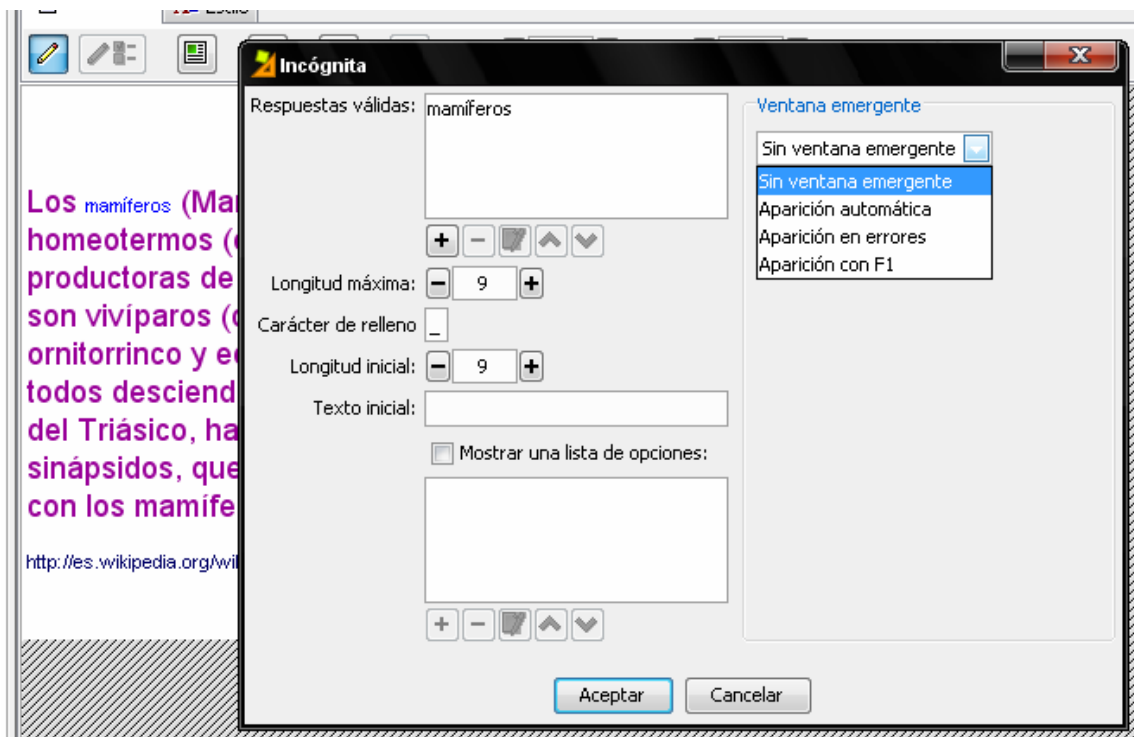 Estilo
Incógnita
Respuestas válidas:
mamíferos
Longitud máxima:
9
Carácter de relleno
_
Longitud inicial:
9
Texto inicial:
Mostrar una lista de opciones:
Ventana emergente
Sin ventana emergente
Sin ventana emergente
Aparición automática
Aparición en errores
Aparición con F1
Aceptar
Cancelar
Los mamíferos (Mam
homeotermos (
productoras de
son vivíparos (
ornitorrinco y e
todos desciend
del Triásico, ha
sinápsidos, que
con los mamífe
http://es.wikipedia.org/wi